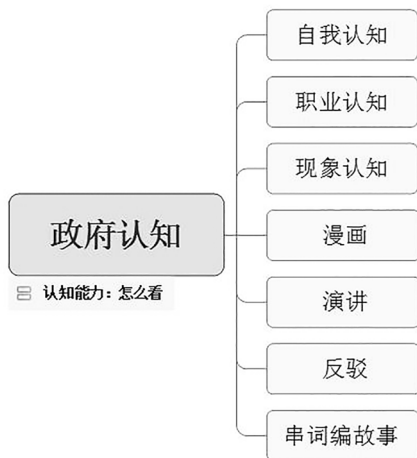 自我认知
职业认知
现象认知
政府认知
漫画
认知能力：怎么看
演讲
反驳
串词编故事